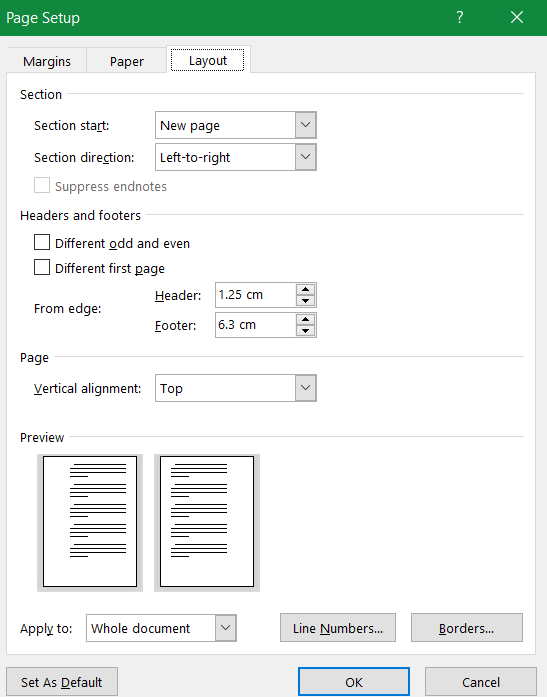 Page Setup ?
Margins Paper Layout
Section
Section start: New page
Section direction: Left-to-right
Suppress endnotes
Headers and footers
Different odd and even
Different first page
Header: 1.25 cm
From edge:
Footer: 6.3 cm
Page
Vertical alignment: Top
Preview
Apply to: Whole document Line Numbers... Borders...
Set As Default OK Cancel